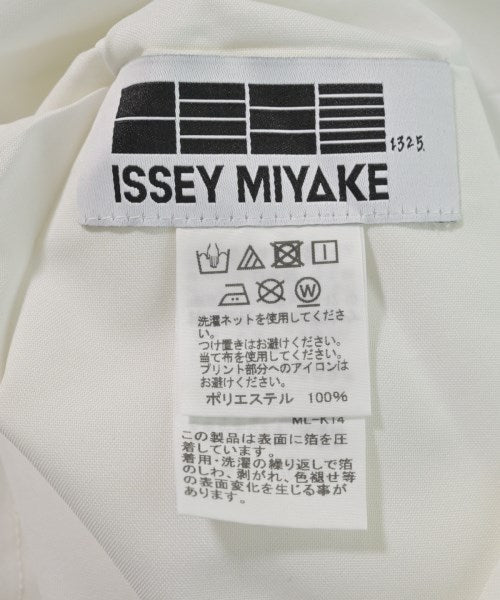 132 5.
ISSEY MIYAKE
W
洗濯ネットを使用してくださ
い。
つけ置きはお避けください。
当て布を使用してください。
プリント部分へのアイロンは
お避けください。
ポリエステル 100%
ML-K14
この製品は表面に箔を圧
着しています。
着用・洗濯の繰り返しで箔
のしわ、剥がれ、色褪せ等
の表面変化を生じる事が
あります。